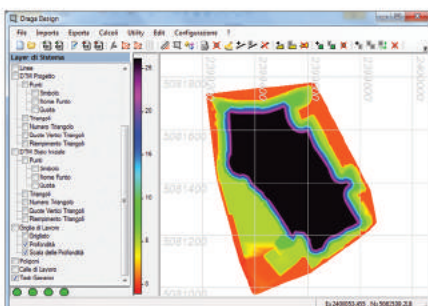 Draga Design
File Importa Esporta Calcoli Utility Edit Configurazione ?
Layer di Sistema
Linea
DTM Progetto
Punti
Simbolo
Nome Punto
Quota
Triangoli
Numero Triangolo
Quote Vertici Triangoli
Riempimento Triangoli
DTM Stato Iniziale
Punti
Simbolo
Nome Punto
Quota
Triangoli
Numero Triangolo
Quote Vertici Triangoli
Riempimento Triangoli
Griglia di Lavoro
Grigliato
Profondità
Scala delle Profondità
Poligoni
Celle di Lavoro
Testi Generici
25
20
15
10
5
0
5081800
5081600
5081400
5081200